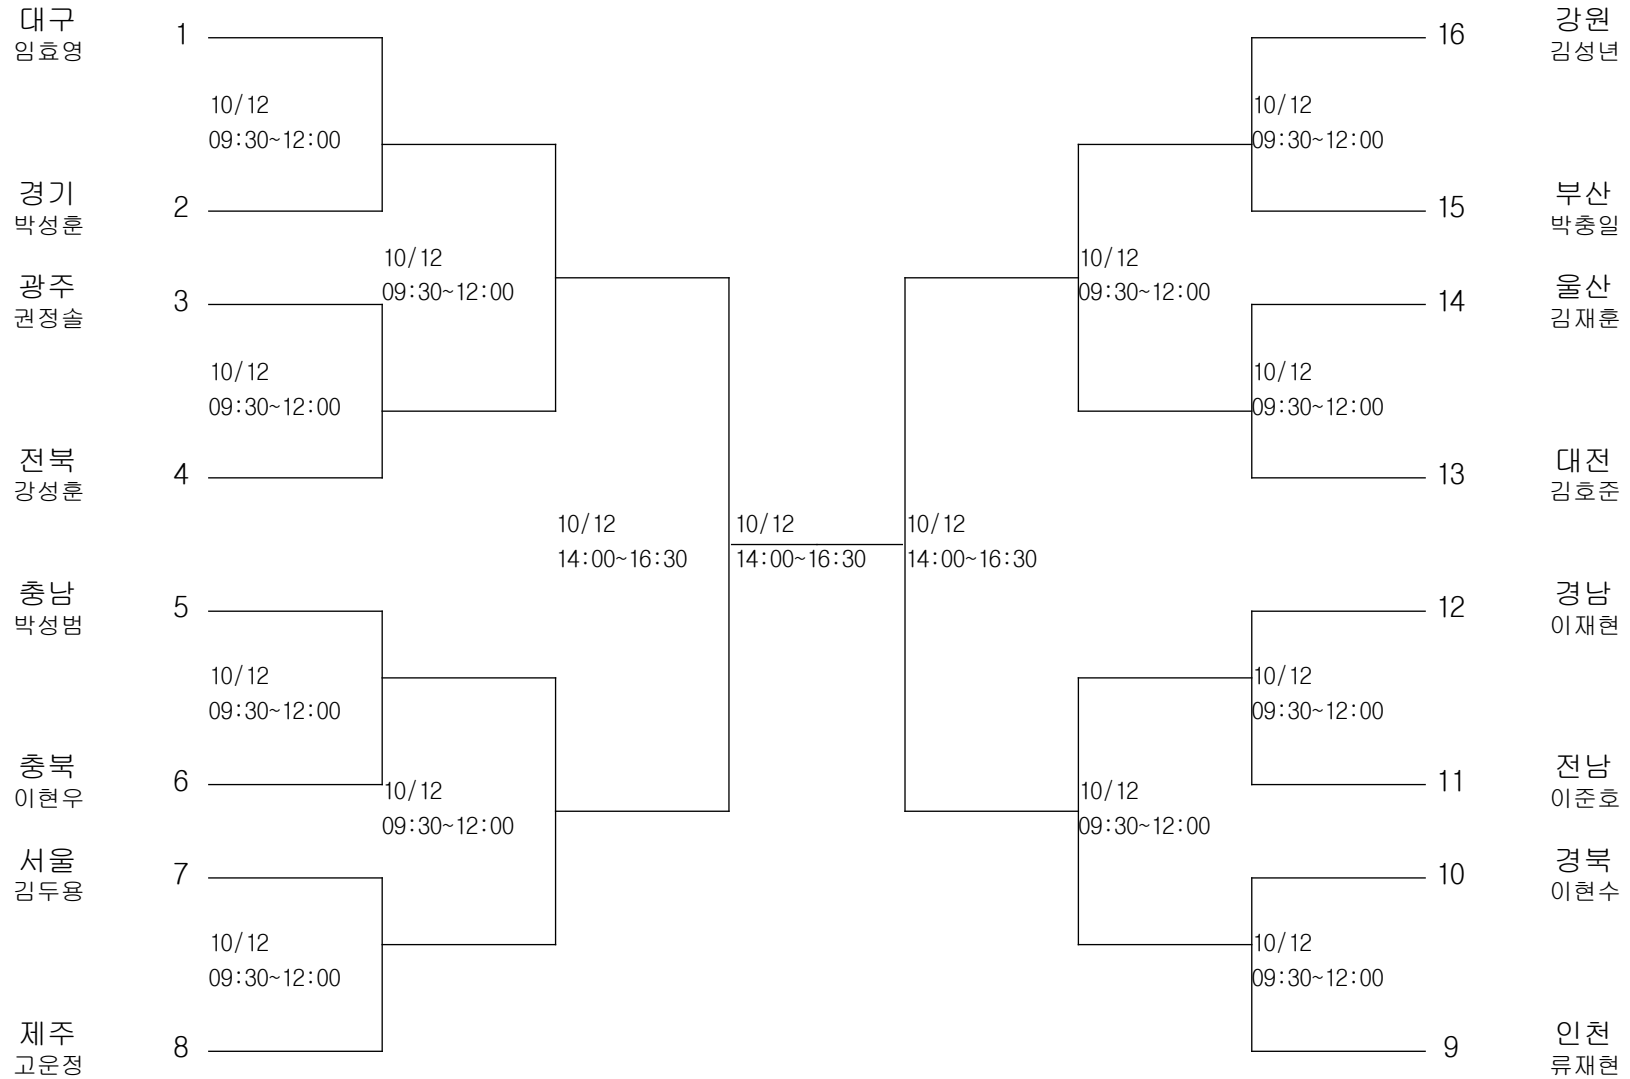 대구
임효영
1
10/12
09:30~12:00
경기
박성훈
2
10/12
09:30~12:00
광주
권정솔
3
10/12
09:30~12:00
전북
강성훈
4
10/12
14:00~16:30
충남
박성범
5
10/12
09:30~12:00
충북
이현우
6
10/12
09:30~12:00
서울
김두용
7
10/12
09:30~12:00
제주
고운정
8
10/12
14:00~16:30
강원
김성년
16
10/12
09:30~12:00
부산
박충일
15
10/12
09:30~12:00
울산
김재훈
14
10/12
09:30~12:00
대전
김호준
13
10/12
14:00~16:30
경남
이재현
12
10/12
09:30~12:00
전남
이준호
11
10/12
09:30~12:00
경북
이현수
10
10/12
09:30~12:00
인천
류재현
9